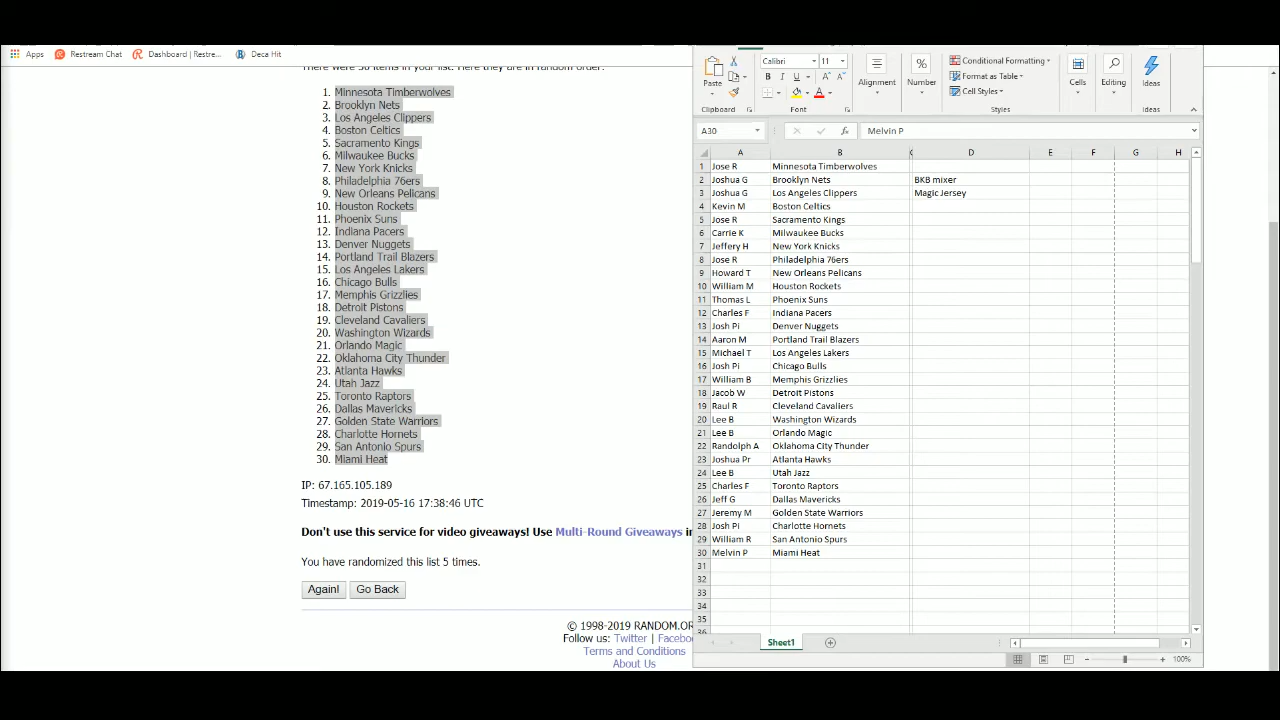 Apps Restream Chat Dashboard | Restre... Deca Hit
1. Minnesota Timberwolves
2. Brooklyn Nets
3. Los Angeles Clippers
4. Boston Celtics
5. Sacramento Kings
6. Milwaukee Bucks
7. New York Knicks
8. Philadelphia 76ers
9. New Orleans Pelicans
10. Houston Rockets
11. Phoenix Suns
12. Indiana Pacers
13. Denver Nuggets
14. Portland Trail Blazers
15. Los Angeles Lakers
16. Chicago Bulls
17. Memphis Grizzlies
18. Detroit Pistons
19. Cleveland Cavaliers
20. Washington Wizards
21. Orlando Magic
22. Oklahoma City Thunder
23. Atlanta Hawks
24. Utah Jazz
25. Toronto Raptors
26. Dallas Mavericks
27. Golden State Warriors
28. Charlotte Hornets
29. San Antonio Spurs
30. Miami Heat
IP: 67.165.105.189
Timestamp: 2019-05-16 17:38:46 UTC
Don't use this service for video giveaways! Use Multi-Round Giveaways in
You have randomized this list 5 times.
Again! Go Back
© 1998-2019 RANDOM.OR
Follow us: Twitter | Facebo
Terms and Conditions
About Us
Paste
Clipboard
Calibri 11
B I U
Font
Alignment
%
Number
Conditional Formatting
Format as Table
Cell Styles
Styles
Cells
Editing
Ideas
Ideas
A30 fx Melvin P
A B C D E F G H
1 Jose R Minnesota Timberwolves
2 Joshua G Brooklyn Nets BKB mixer
3 Joshua G Los Angeles Clippers Magic Jersey
4 Kevin M Boston Celtics
5 Jose R Sacramento Kings
6 Carrie K Milwaukee Bucks
7 Jeffery H New York Knicks
8 Jose R Philadelphia 76ers
9 Howard T New Orleans Pelicans
10 William M Houston Rockets
11 Thomas L Phoenix Suns
12 Charles F Indiana Pacers
13 Josh Pi Denver Nuggets
14 Aaron M Portland Trail Blazers
15 Michael T Los Angeles Lakers
16 Josh Pi Chicago Bulls
17 William B Memphis Grizzlies
18 Jacob W Detroit Pistons
19 Raul R Cleveland Cavaliers
20 Lee B Washington Wizards
21 Lee B Orlando Magic
22 Randolph A Oklahoma City Thunder
23 Joshua Pr Atlanta Hawks
24 Lee B Utah Jazz
25 Charles F Toronto Raptors
26 Jeff G Dallas Mavericks
27 Jeremy M Golden State Warriors
28 Josh Pi Charlotte Hornets
29 William R San Antonio Spurs
30 Melvin P Miami Heat
31
32
33
34
35
Sheet1
100%